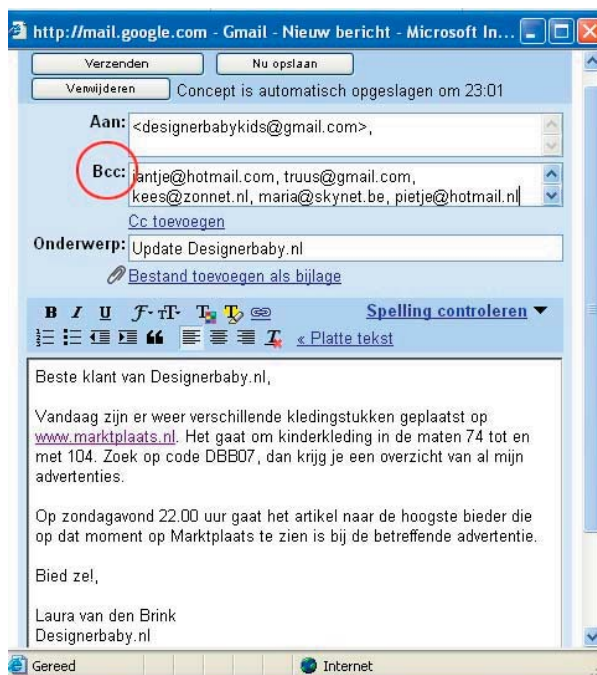 http://mail.google.com - Gmail - Nieuw bericht - Microsoft In...
Verzenden Nu opslaan
Verwijderen Concept is automatisch opgeslagen om 23:01
Aan: <designerbabykids@gmail.com>,
Bcc: jantje@hotmail.com, truus@gmail.com,
kees@zonnet.nl, maria@skynet.be, pietje@hotmail.nl
Cc toevoegen
Onderwerp: Update Designerbaby.nl
Bestand toevoegen als bijlage
B I U F T T T Spelling controleren
T « Platte tekst
Beste klant van Designerbaby.nl,
Vandaag zijn er weer verschillende kledingstukken geplaatst op
www.marktplaats.nl. Het gaat om kinderkleding in de maten 74 tot en
met 104. Zoek op code DBB07, dan krijg je een overzicht van al mijn
advertenties.
Op zondagavond 22.00 uur gaat het artikel naar de hoogste bieder die
op dat moment op Marktplaats te zien is bij de betreffende advertentie.
Bied ze!,
Laura van den Brink
Designerbaby.nl
Gereed Internet